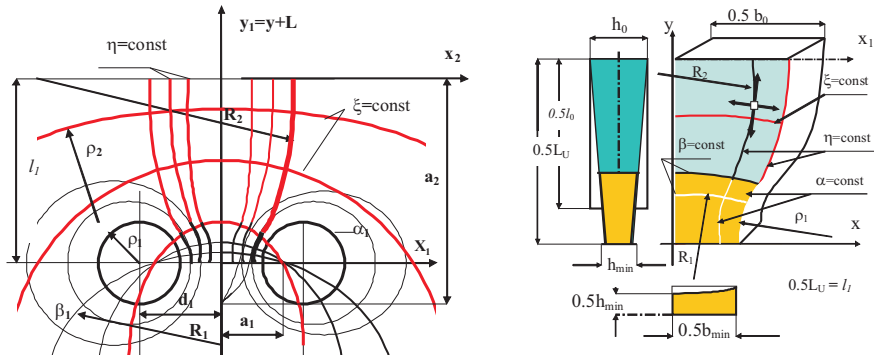 y₁=y+L
η=const
x₂
R₂
ξ=const
ρ₂
l₁
a₂
ρ₁
α₁
X₁
d₁
β₁
R₁
a₁
h₀
y
0.5 b₀
x₁
R₂
ξ=const
0.5l₀
0.5L_U
β=const
η=const
α=const
ρ₁
x
R₁
h_min
0.5h_min
0.5L_U = l₁
0.5b_min